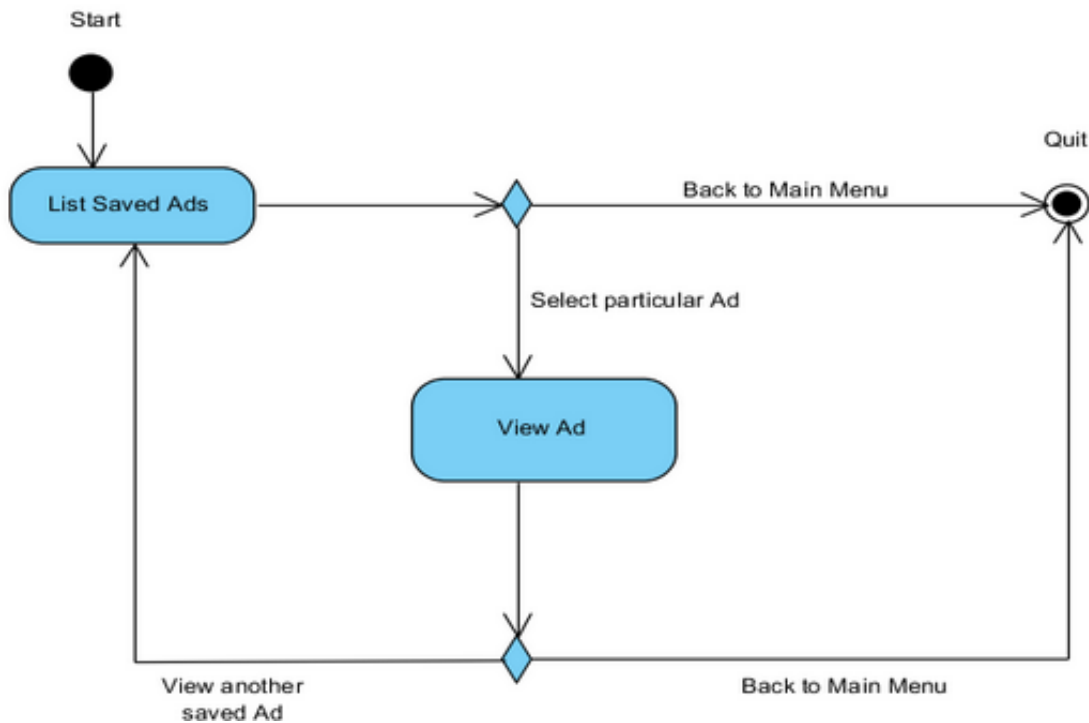 Start
Quit
List Saved Ads
Back to Main Menu
Select particular Ad
View Ad
View another
saved Ad
Back to Main Menu